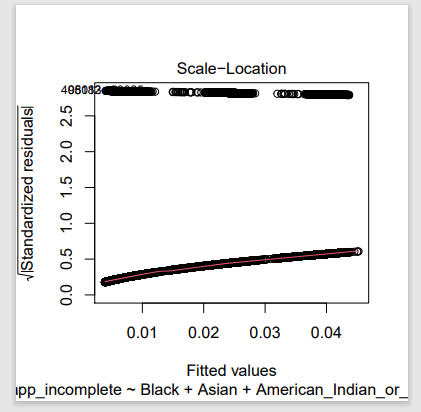 Scale−Location
√|Standardized residuals|
2.5
2.0
1.5
1.0
0.5
0.0
0.01 0.02 0.03 0.04
Fitted values
app_incomplete ~ Black + Asian + American_Indian_or_